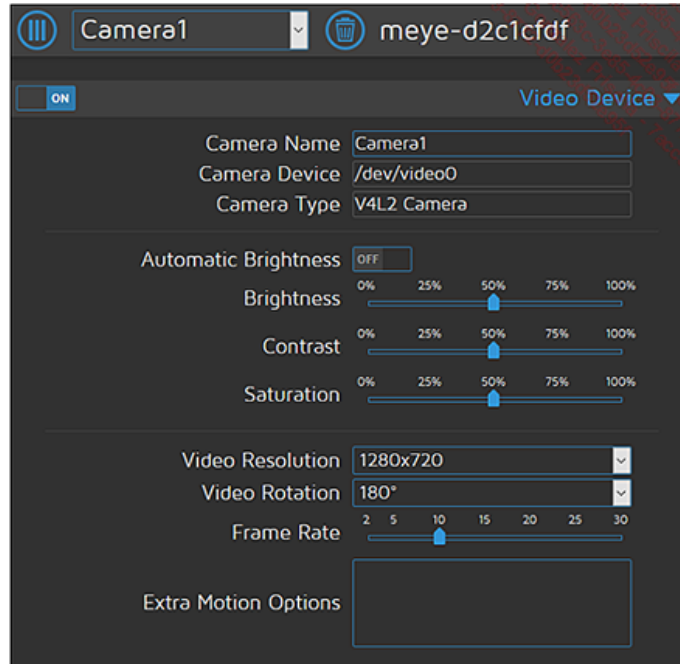 Camera1 meye-d2c1cfdf
ON Video Device
Camera Name Camera1
Camera Device /dev/video0
Camera Type V4L2 Camera
Automatic Brightness OFF
0% 25% 50% 75% 100%
Brightness
0% 25% 50% 75% 100%
Contrast
0% 25% 50% 75% 100%
Saturation
Video Resolution 1280x720
Video Rotation 180°
2 5 10 15 20 25 30
Frame Rate
Extra Motion Options